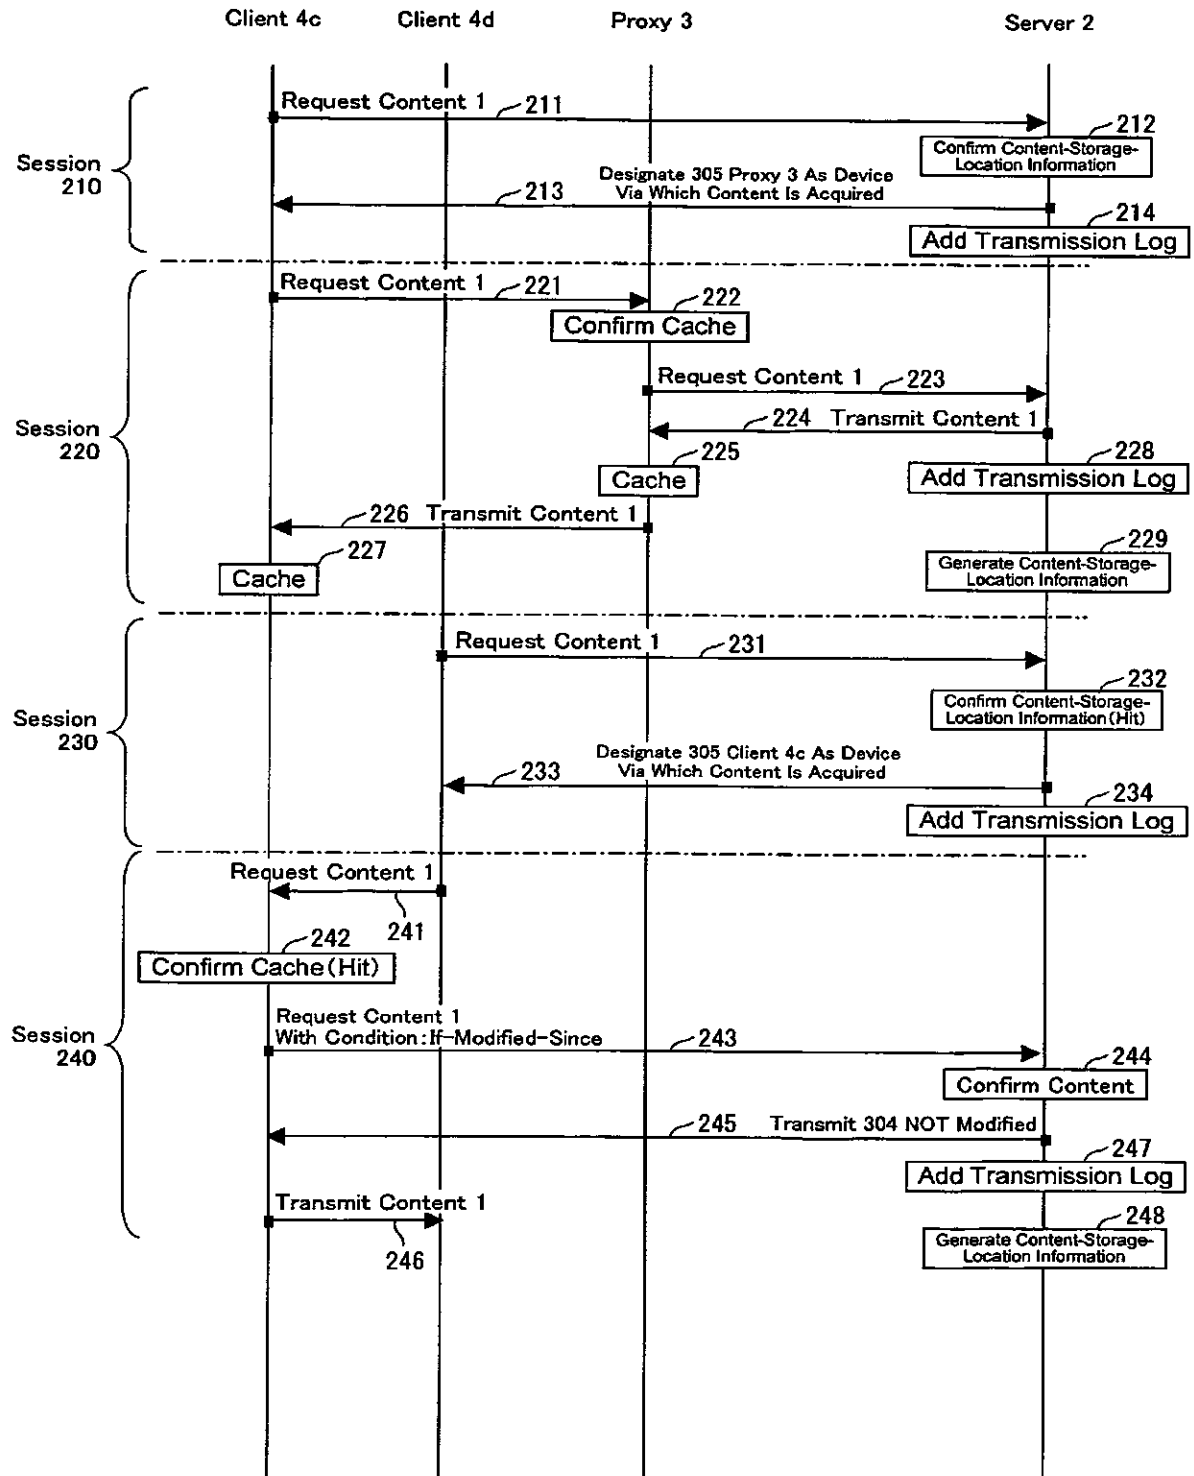 Client 4c Client 4d Proxy 3 Server 2
Request Content 1 211
212
Confirm Content-Storage-
Location Information
Session
210
Designate 305 Proxy 3 As Device
213 Via Which Content Is Acquired
214
Add Transmission Log
Request Content 1 221
222
Confirm Cache
Request Content 1 223
224 Transmit Content 1
Session
220
225
Cache
228
Add Transmission Log
226 Transmit Content 1
227
Cache
229
Generate Content-Storage-
Location Information
Request Content 1 231
232
Confirm Content-Storage-
Location Information(Hit)
Session
230
Designate 305 Client 4c As Device
233 Via Which Content Is Acquired
234
Add Transmission Log
Request Content 1
241
242
Confirm Cache(Hit)
Session
240
Request Content 1
With Condition:If-Modified-Since 243
244
Confirm Content
245 Transmit 304 NOT Modified
247
Add Transmission Log
Transmit Content 1
246
248
Generate Content-Storage-
Location Information